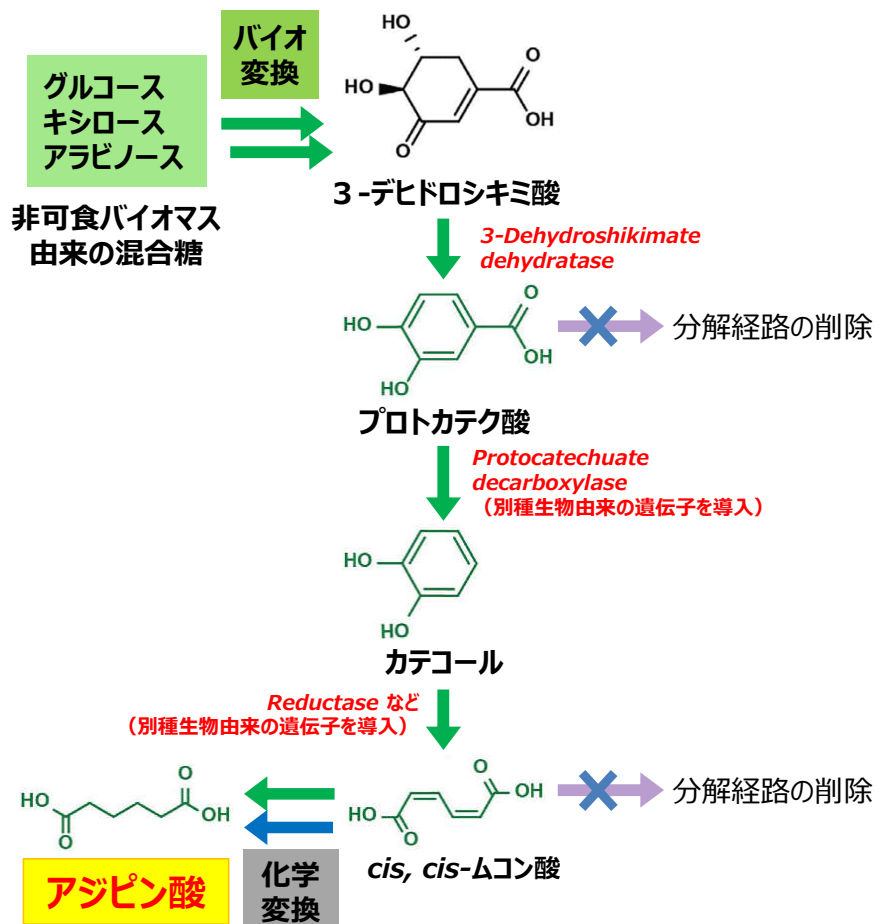 バイオ
変換
グルコース
キシロース
アラビノース
非可食バイオマス
由来の混合糖
HO
HO
O
O
OH
3-デヒドロシキミ酸
3-Dehydroshikimate
dehydratase
HO
HO
O
OH
分解経路の削除
プロトカテク酸
Protocatechuate
decarboxylase
(別種生物由来の遺伝子を導入)
HO
HO
カテコール
Reductase など
(別種生物由来の遺伝子を導入)
HO
O
O
OH
HO
O
O
OH
分解経路の削除
cis, cis-ムコン酸
アジピン酸
化学
変換